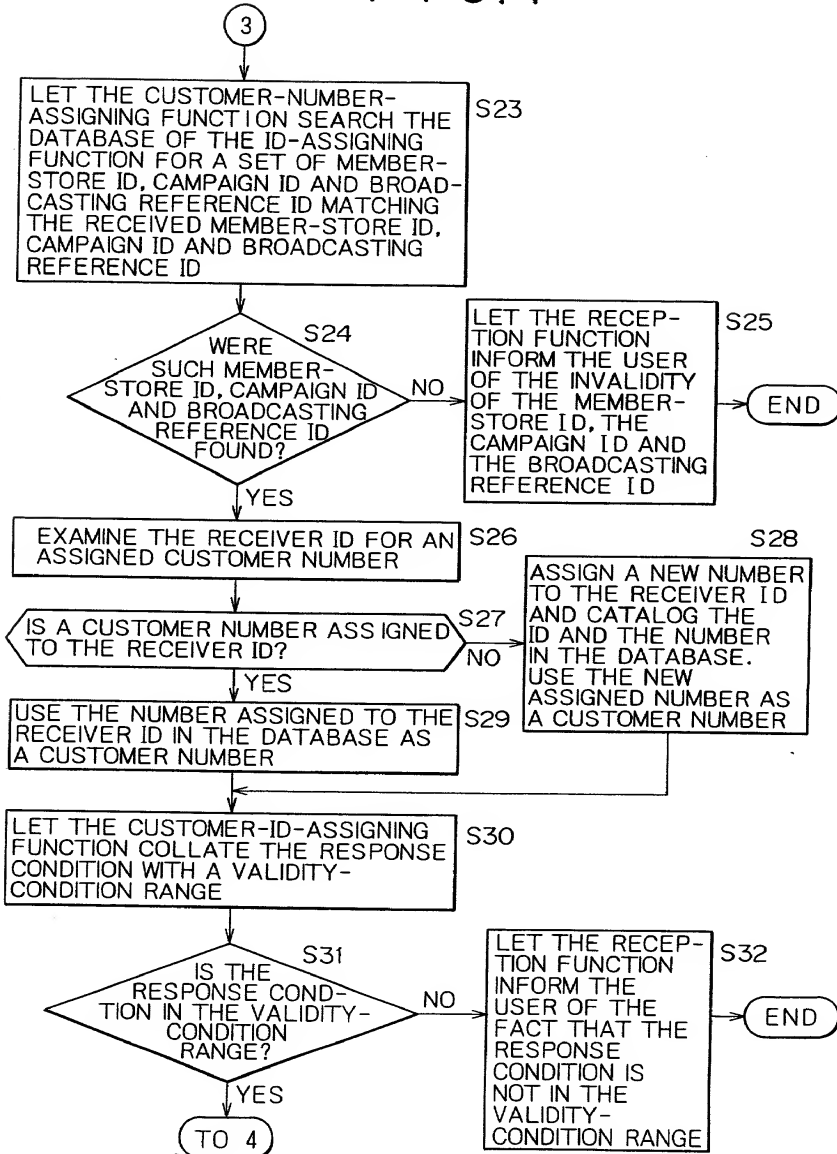 3
LET THE CUSTOMER-NUMBER-
ASSIGNING FUNCTION SEARCH THE
DATABASE OF THE ID-ASSIGNING
FUNCTION FOR A SET OF MEMBER-
STORE ID, CAMPAIGN ID AND BROAD-
CASTING REFERENCE ID MATCHING
THE RECEIVED MEMBER-STORE ID,
CAMPAIGN ID AND BROADCASTING
REFERENCE ID
S23
S24
WERE
SUCH MEMBER-
STORE ID, CAMPAIGN ID
AND BROADCASTING
REFERENCE ID
FOUND?
NO
LET THE RECEP-
TION FUNCTION
INFORM THE USER
OF THE INVALIDITY
OF THE MEMBER-
STORE ID, THE
CAMPAIGN ID AND
THE BROADCASTING
REFERENCE ID
S25
END
YES
EXAMINE THE RECEIVER ID FOR AN
ASSIGNED CUSTOMER NUMBER
S26
S27
IS A CUSTOMER NUMBER ASSIGNED
TO THE RECEIVER ID?
NO
S28
ASSIGN A NEW NUMBER
TO THE RECEIVER ID
AND CATALOG THE
ID AND THE NUMBER
IN THE DATABASE.
USE THE NEW
ASSIGNED NUMBER AS
A CUSTOMER NUMBER
YES
USE THE NUMBER ASSIGNED TO THE
RECEIVER ID IN THE DATABASE AS
A CUSTOMER NUMBER
S29
LET THE CUSTOMER-ID-ASSIGNING
FUNCTION COLLATE THE RESPONSE
CONDITION WITH A VALIDITY-
CONDITION RANGE
S30
S31
IS THE
RESPONSE COND-
TION IN THE VALIDITY-
CONDITION
RANGE?
NO
LET THE RECEP-
TION FUNCTION
INFORM THE
USER OF THE
FACT THAT THE
RESPONSE
CONDITION IS
NOT IN THE
VALIDITY-
CONDITION RANGE
S32
END
YES
TO 4